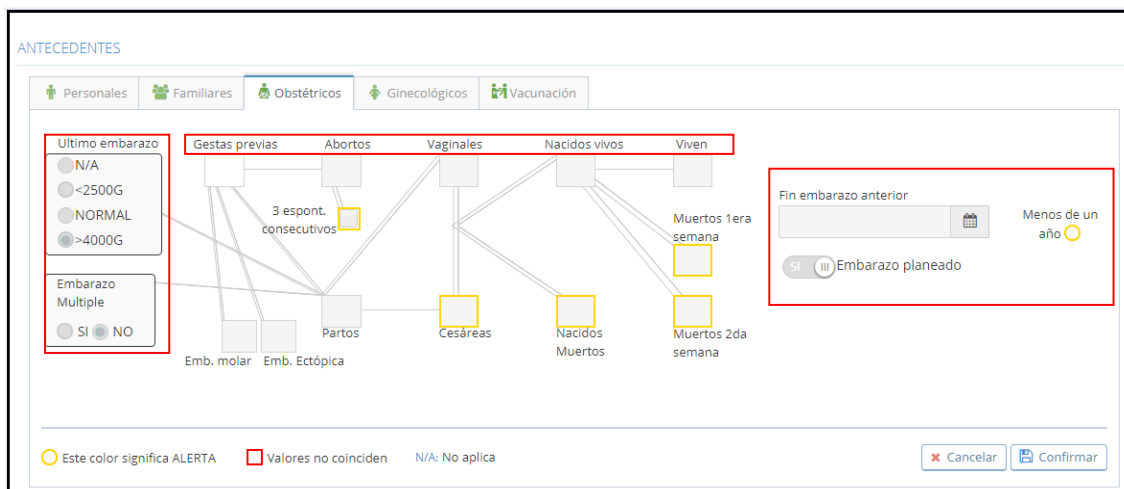 ANTECEDENTES
Personales
Familiares
Obstétricos
Ginecológicos
Vacunación
Ultimo embarazo
N/A
<2500G
NORMAL
>4000G
Embarazo
Multiple
SI NO
Gestas previas
Abortos
Vaginales
Nacidos vivos
Viven
3 espont.
consecutivos
Muertos 1era
semana
Partos
Cesáreas
Nacidos
Muertos
Muertos 2da
semana
Emb. molar
Emb. Ectópica
Fin embarazo anterior
Menos de un
año
SI
Embarazo planeado
Este color significa ALERTA
Valores no coinciden
N/A: No aplica
Cancelar
Confirmar